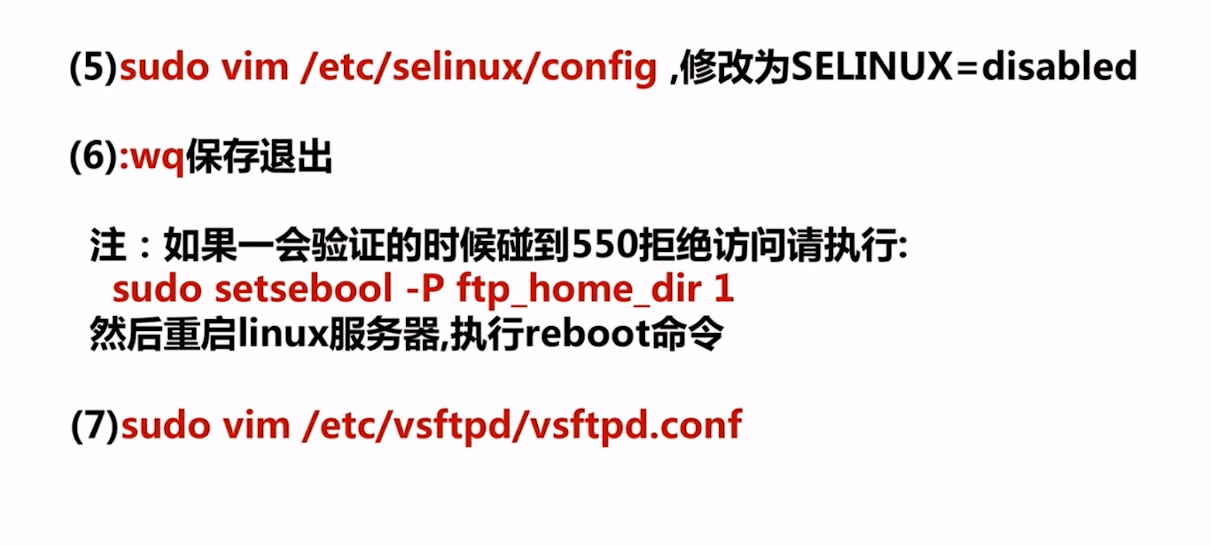 (5)sudo vim /etc/selinux/config ,修改为SELINUX=disabled
(6):wq保存退出
注：如果一会验证的时候碰到550拒绝访问请执行:
sudo setsebool -P ftp_home_dir 1
然后重启linux服务器,执行reboot命令
(7)sudo vim /etc/vsftpd/vsftpd.conf